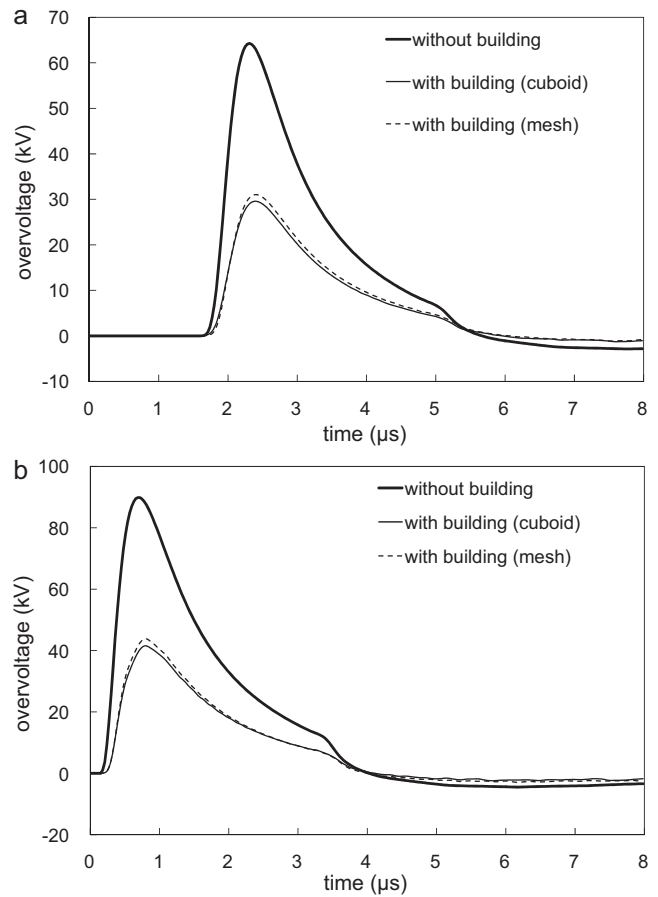 a
70
60
50
40
30
20
10
0
-10
overvoltage (kV)
without building
with building (cuboid)
with building (mesh)
0 1 2 3 4 5 6 7 8
time (µs)
b
100
80
60
40
20
0
-20
overvoltage (kV)
without building
with building (cuboid)
with building (mesh)
0 1 2 3 4 5 6 7 8
time (µs)